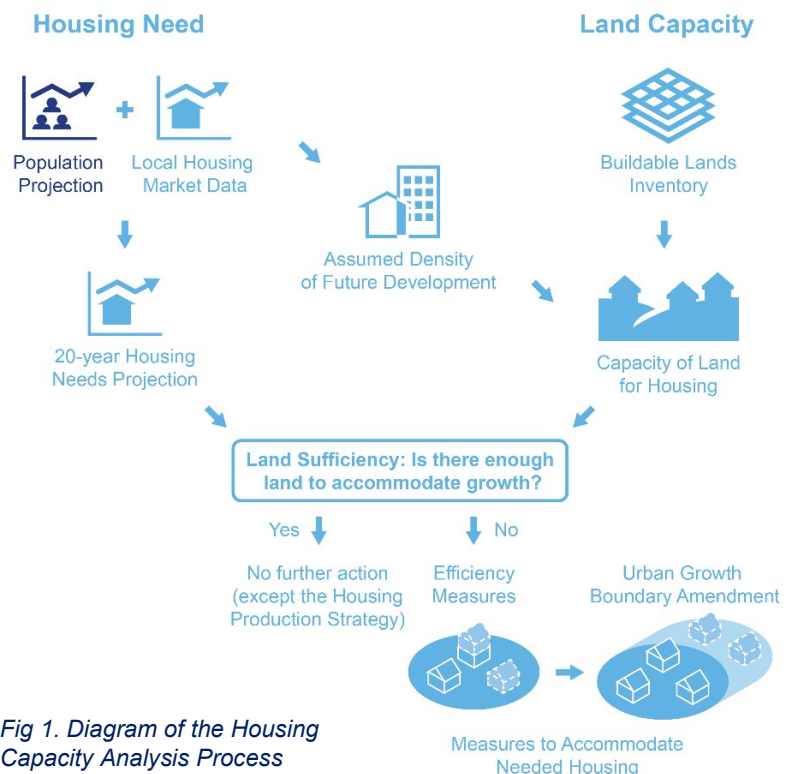 Housing Need
Land Capacity
+
Population
Projection
Local Housing
Market Data
Buildable Lands
Inventory
Assumed Density
of Future Development
20-year Housing
Needs Projection
Capacity of Land
for Housing
Land Sufficiency: Is there enough
land to accommodate growth?
Yes
No
No further action
(except the Housing
Production Strategy)
Efficiency
Measures
Urban Growth
Boundary Amendment
Fig 1. Diagram of the Housing
Capacity Analysis Process
Measures to Accommodate
Needed Housing